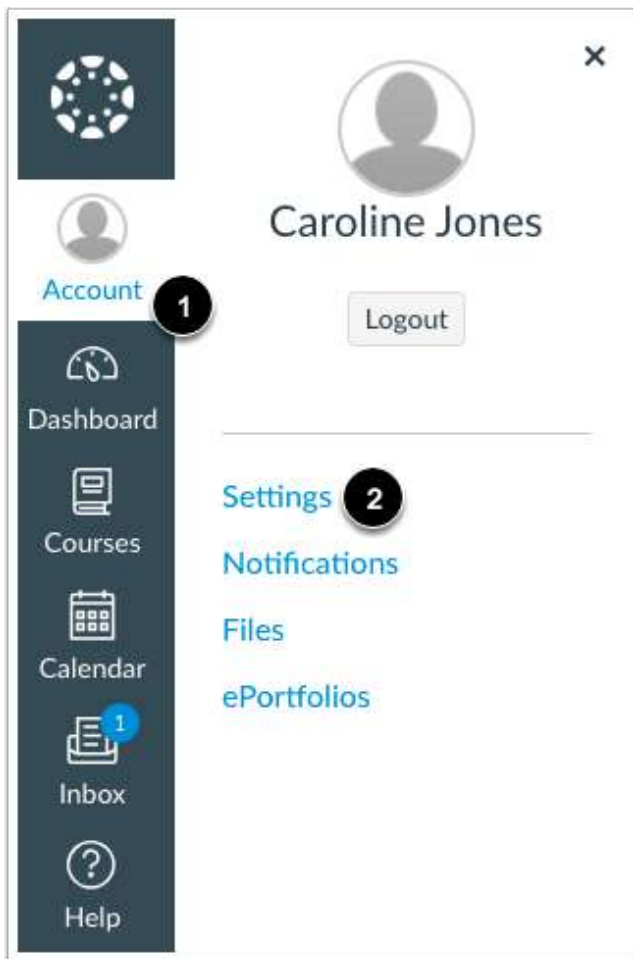 ×
Caroline Jones
Account
1
Logout
Dashboard
Settings 2
Courses
Notifications
Files
Calendar
ePortfolios
1
Inbox
?
Help